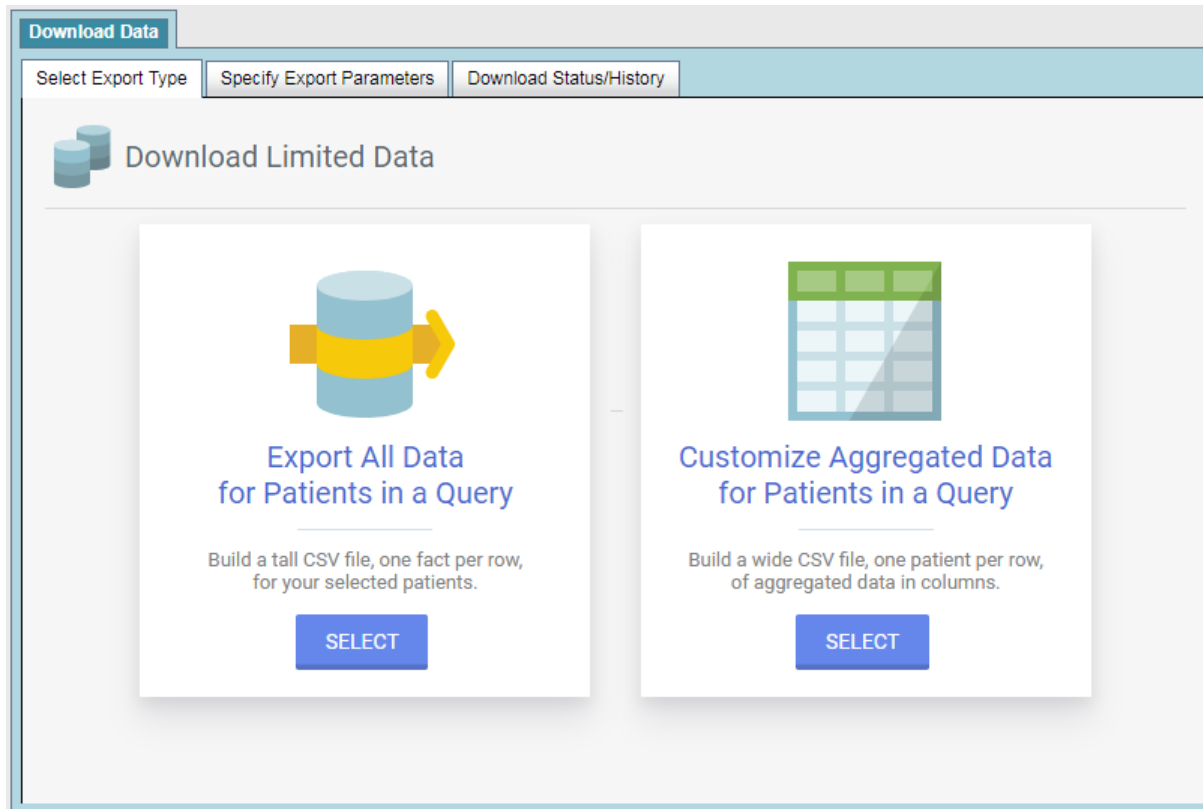 Download Data
Select Export Type
Specify Export Parameters
Download Status/History
Download Limited Data
Export All Data
for Patients in a Query
Build a tall CSV file, one fact per row,
for your selected patients.
SELECT
Customize Aggregated Data
for Patients in a Query
Build a wide CSV file, one patient per row,
of aggregated data in columns.
SELECT